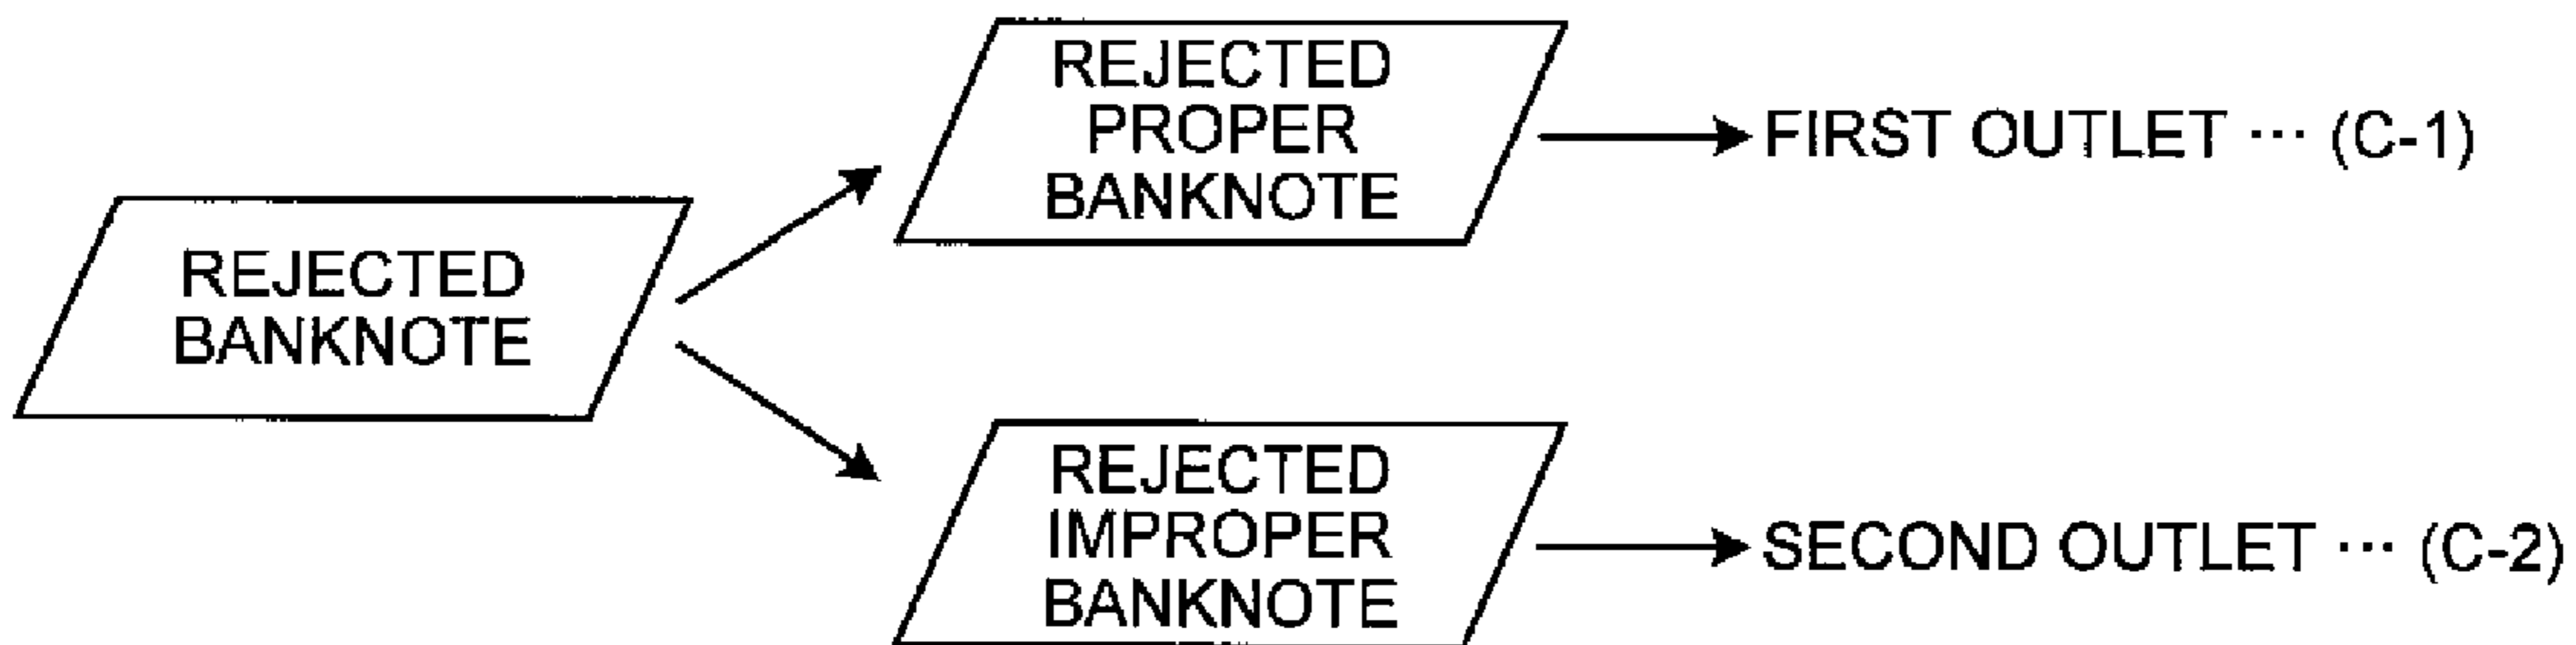 REJECTED
BANKNOTE
REJECTED
PROPER
BANKNOTE
FIRST OUTLET ··· (C-1)
REJECTED
IMPROPER
BANKNOTE
SECOND OUTLET ··· (C-2)